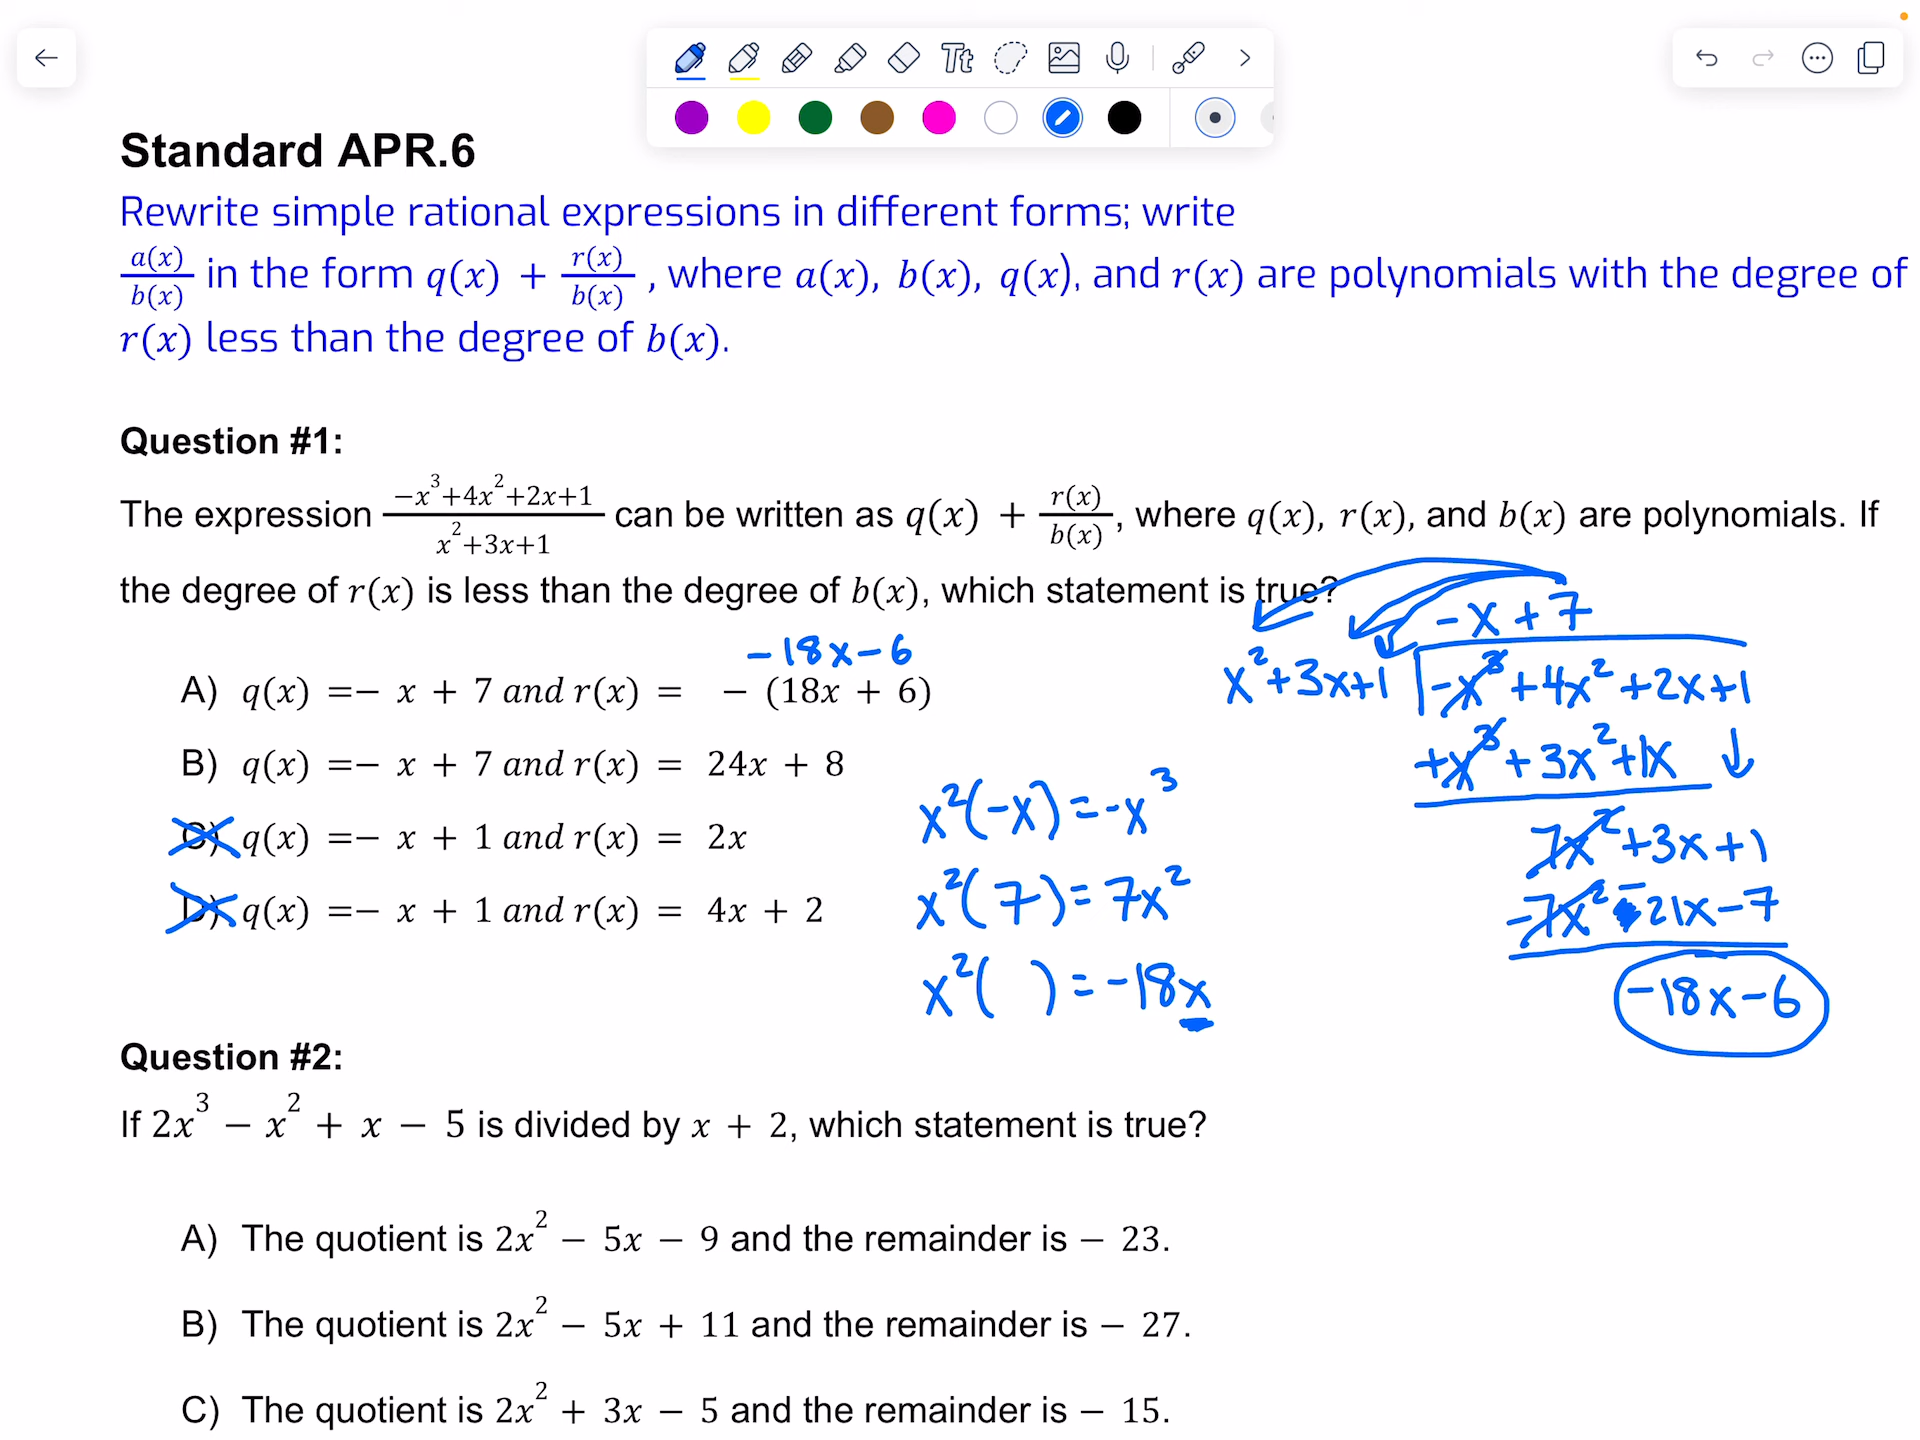 Tt
Standard APR.6
Rewrite simple rational expressions in different forms; write
a(x)/b(x) in the form q(x) + r(x)/b(x) , where a(x), b(x), q(x), and r(x) are polynomials with the degree of
r(x) less than the degree of b(x).
Question #1:
The expression (−x³+4x²+2x+1)/(x²+3x+1) can be written as q(x) + r(x)/b(x), where q(x), r(x), and b(x) are polynomials. If
the degree of r(x) is less than the degree of b(x), which statement is true?
-18x-6
A) q(x) =− x + 7 and r(x) = − (18x + 6)
B) q(x) =− x + 7 and r(x) = 24x + 8
C) q(x) =− x + 1 and r(x) = 2x
D) q(x) =− x + 1 and r(x) = 4x + 2
x²(-x)=-x³
x²(7)=7x²
x²( )=-18x
-x+7
x²+3x+1 -x³+4x²+2x+1
+x³+3x²+1x ↓
7x²+3x+1
-7x²-21x-7
-18x-6
Question #2:
If 2x³ − x² + x − 5 is divided by x + 2, which statement is true?
A) The quotient is 2x² − 5x − 9 and the remainder is − 23.
B) The quotient is 2x² − 5x + 11 and the remainder is − 27.
C) The quotient is 2x² + 3x − 5 and the remainder is − 15.